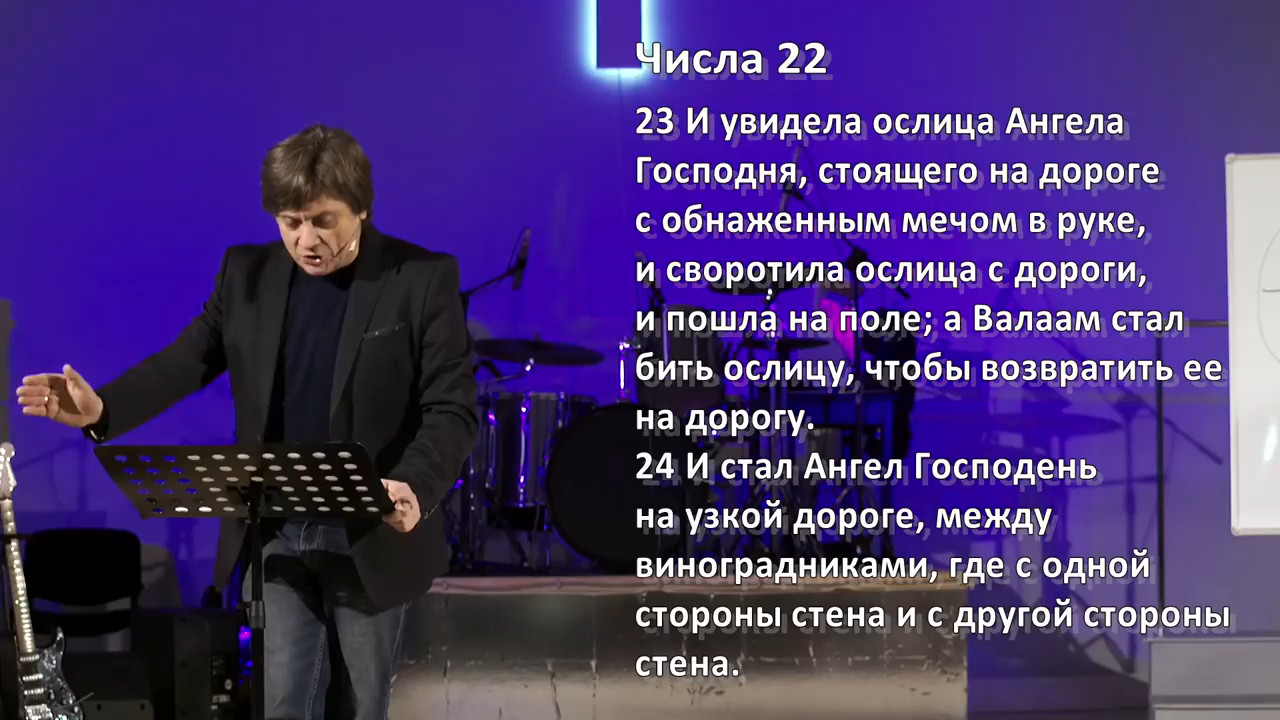 Числа 22
23 И увидела ослица Ангела
Господня, стоящего на дороге
с обнаженным мечом в руке,
и своротила ослица с дороги,
и пошла на поле; а Валаам стал
бить ослицу, чтобы возвратить ее
на дорогу.
24 И стал Ангел Господень
на узкой дороге, между
виноградниками, где с одной
стороны стена и с другой стороны
стена.